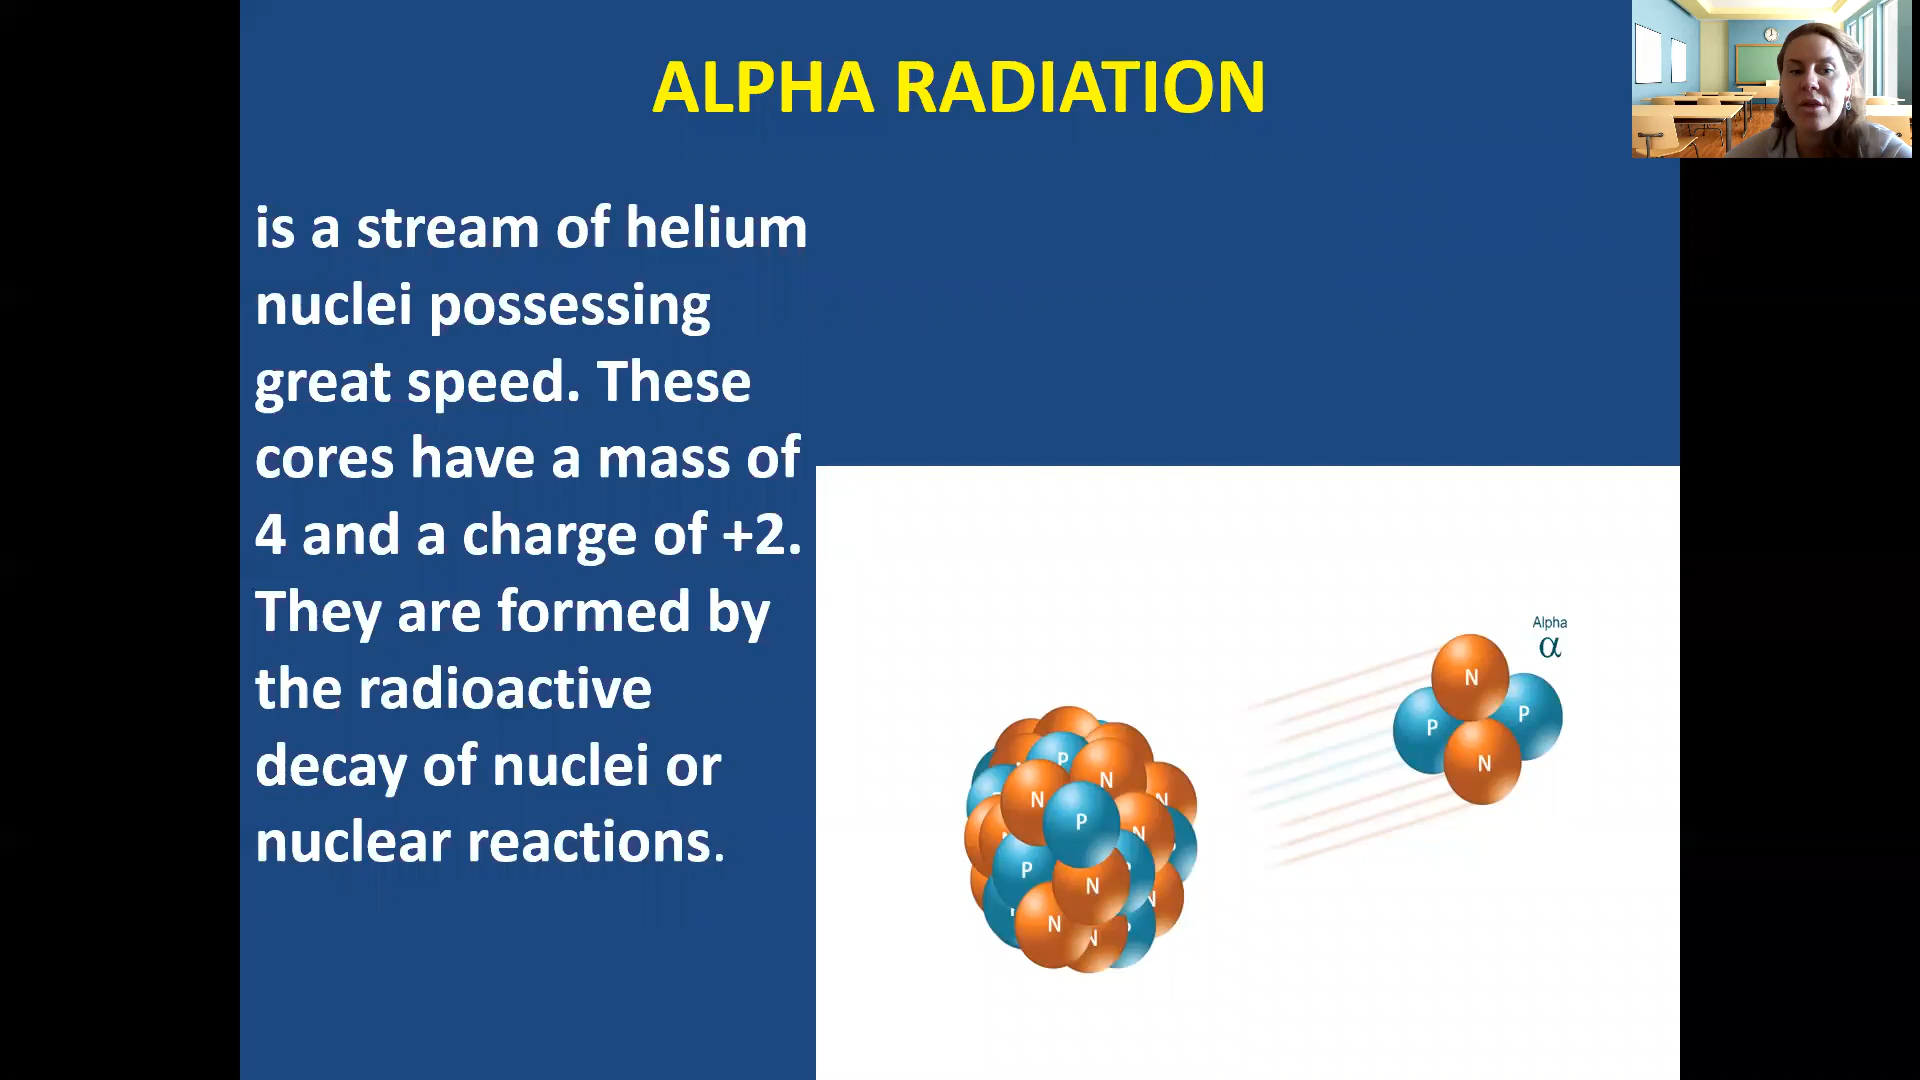 ALPHA RADIATION
is a stream of helium
nuclei possessing
great speed. These
cores have a mass of
4 and a charge of +2.
They are formed by
the radioactive
decay of nuclei or
nuclear reactions.
Alpha
α
N
P
P
N
P
N
N
N
P
N
P
N
N
N
N